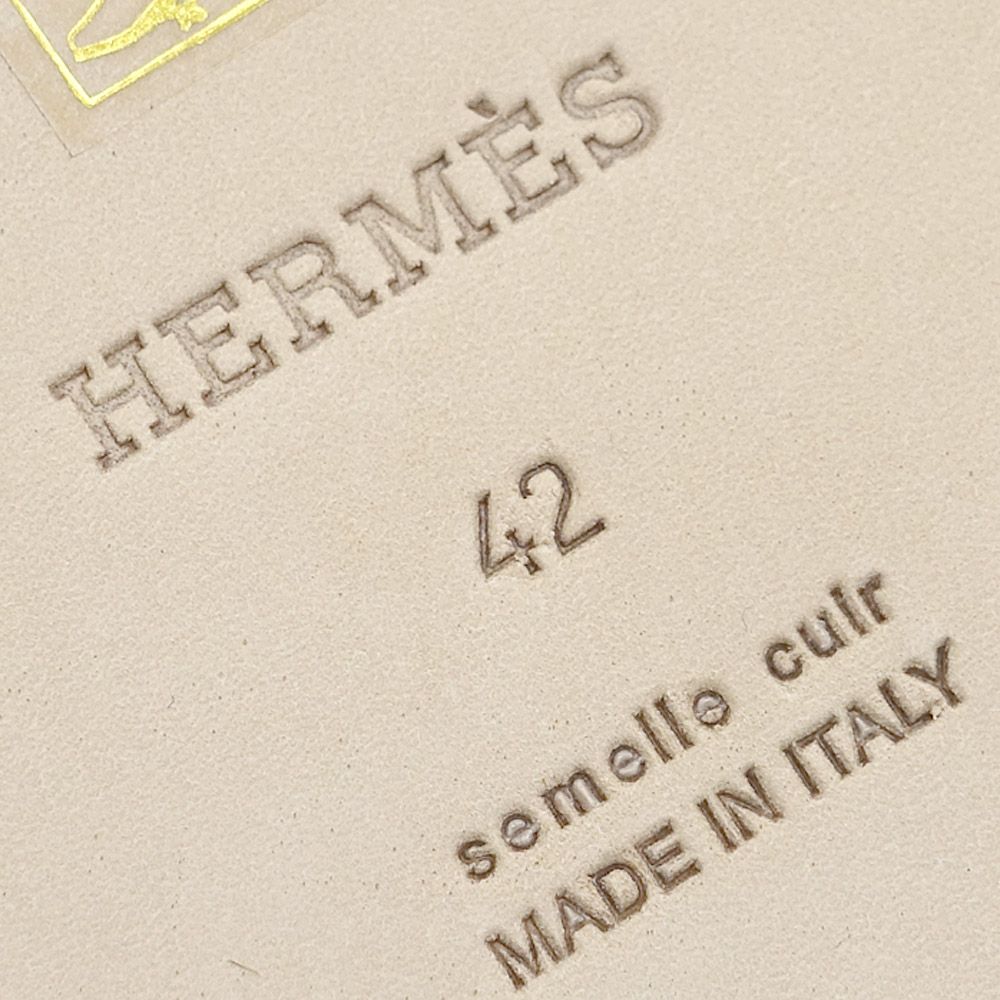 HERMÈS
42
semelle cuir
MADE IN ITALY